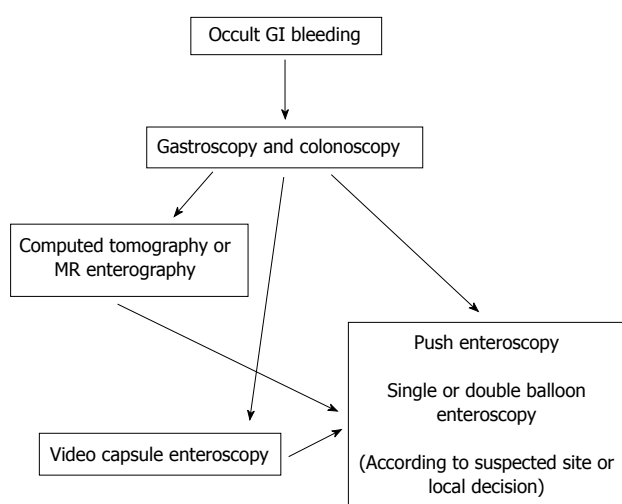 Occult GI bleeding
Gastroscopy and colonoscopy
Computed tomography or
MR enterography
Push enteroscopy
Single or double balloon
enteroscopy
(According to suspected site or
local decision)
Video capsule enteroscopy